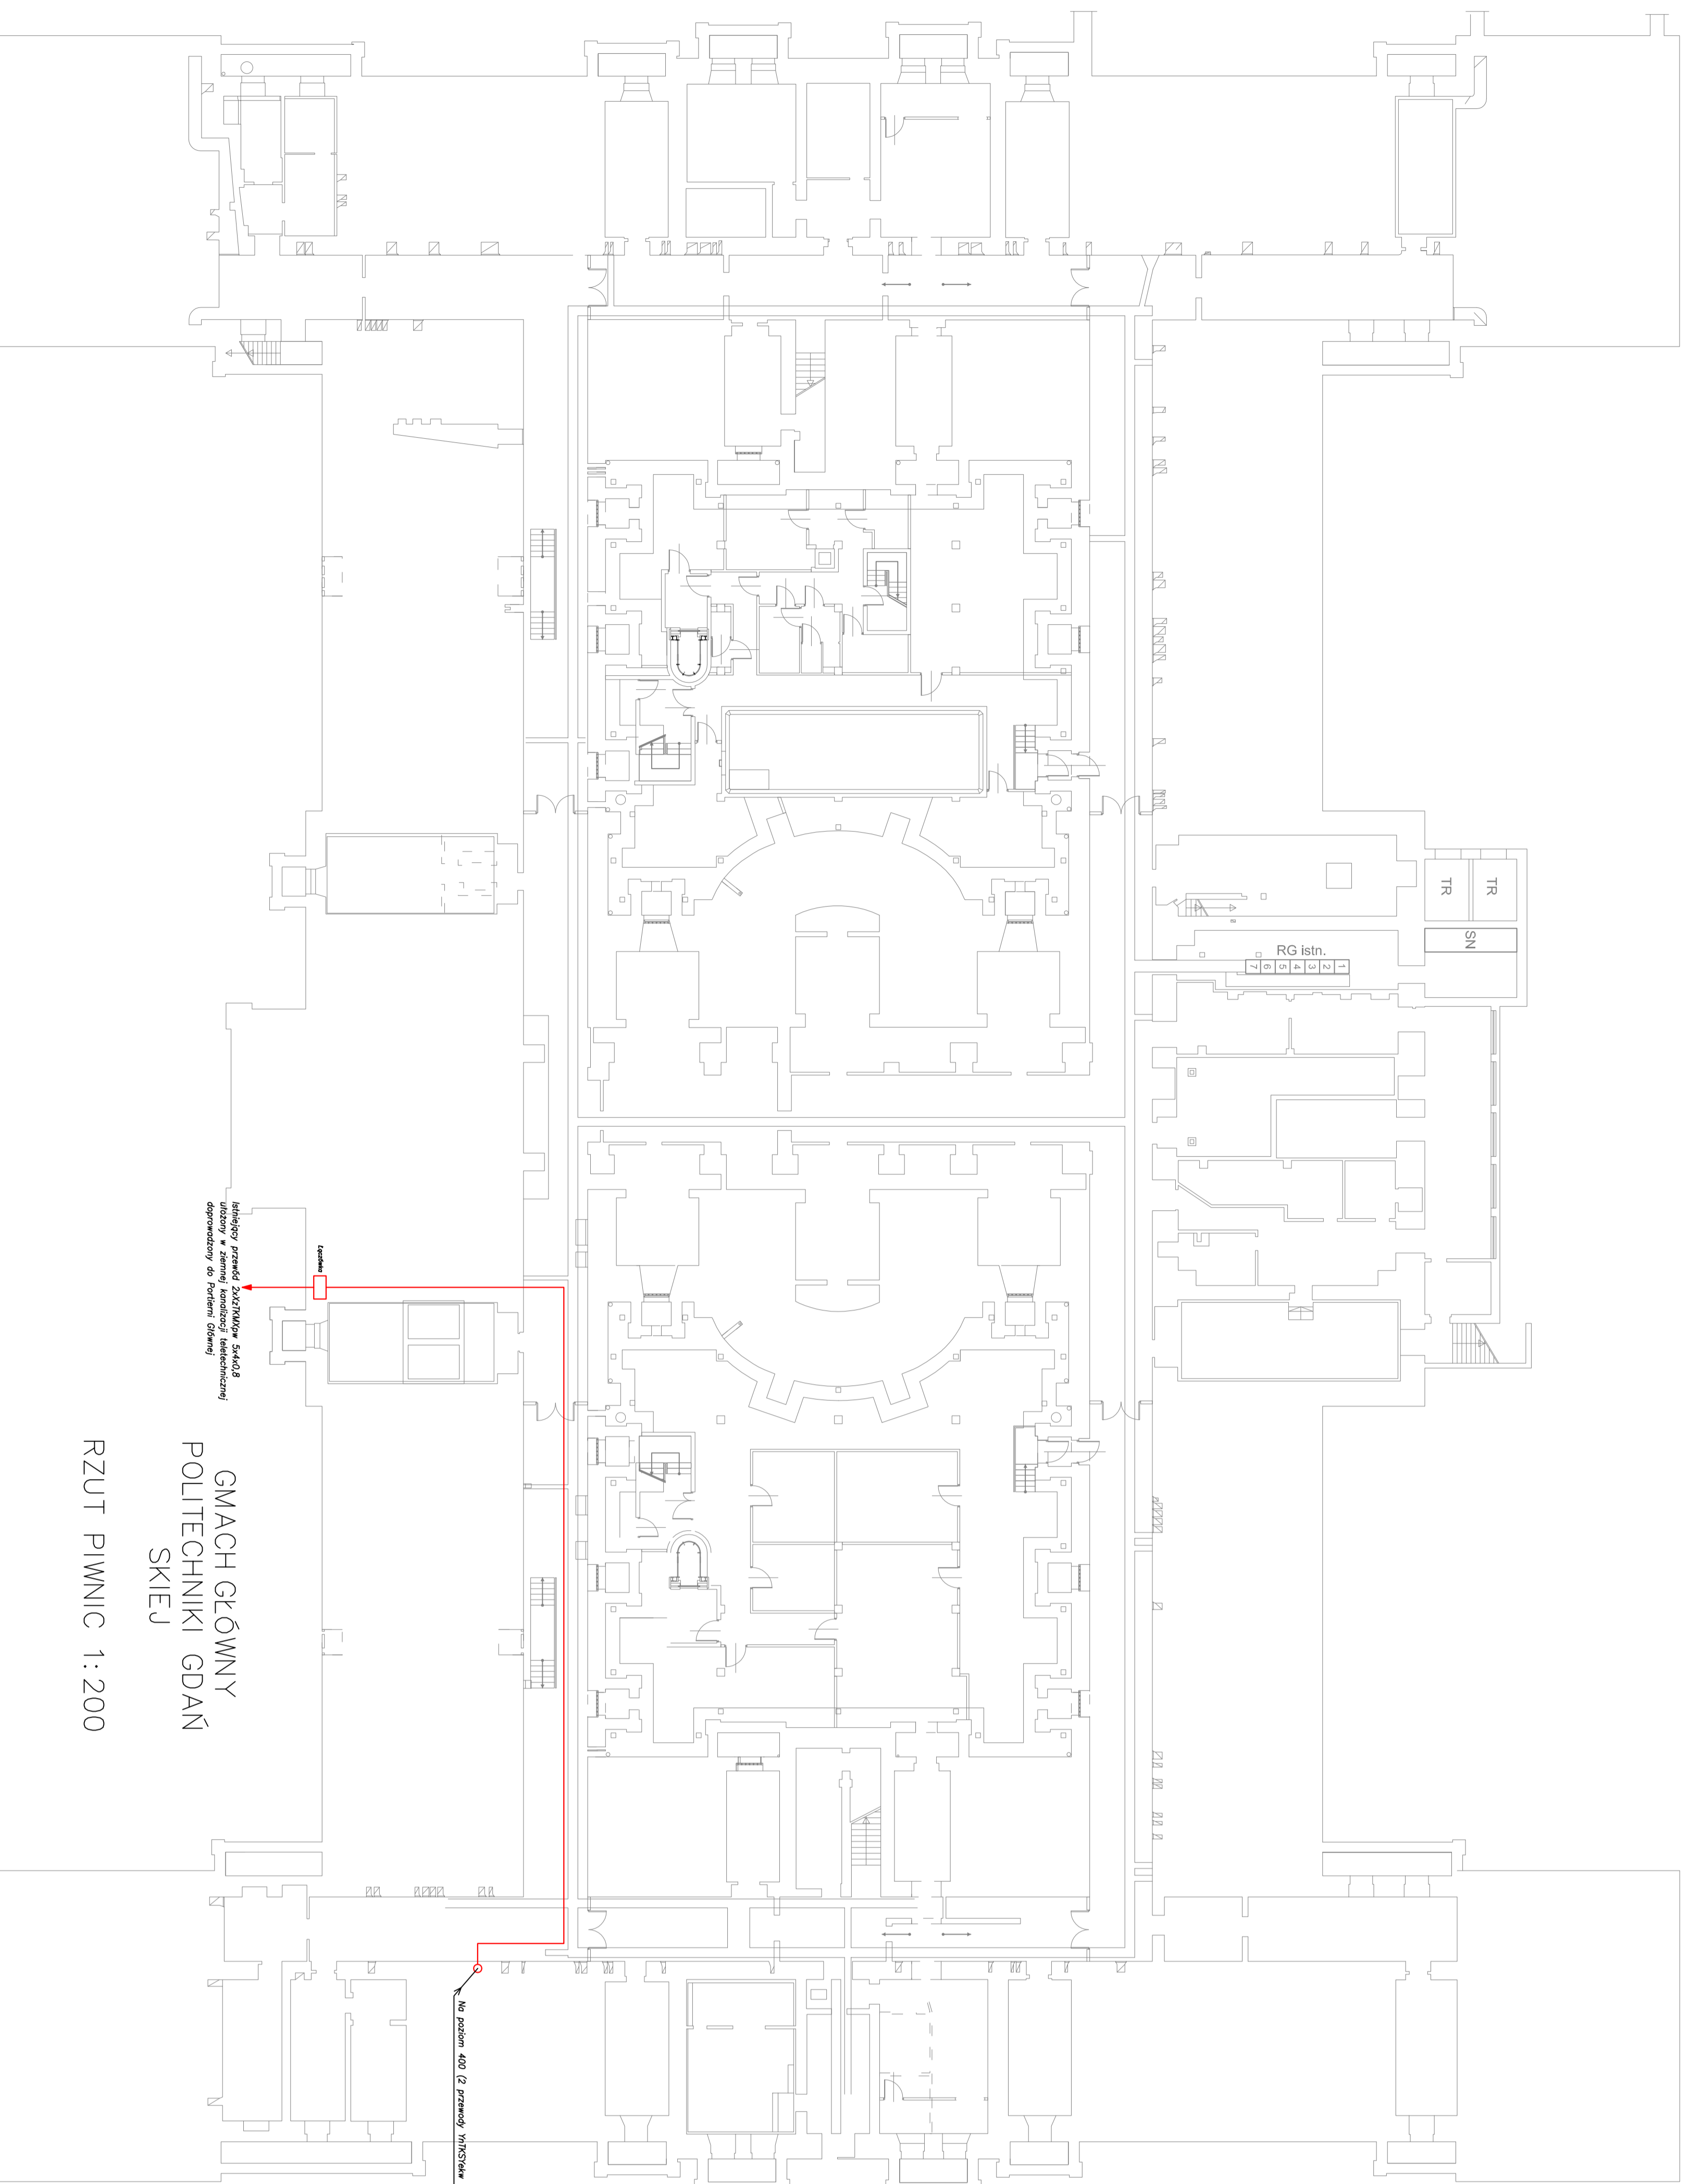 TR
TR
SN
RG istn.
1
2
3
4
5
6
7
Istniejący przewód 2xXzTKMXpw 5x4x0,8
ułożony w ziemnej kanalizacji teletechnicznej
doprowadzony do Portierni Głównej
Łączówka
GMACH GŁÓWNY
POLITECHNIKI GDAŃ
SKIEJ
RZUT PIWNIC 1:200
Na poziom 400 (2 przewody YnTKSYekw